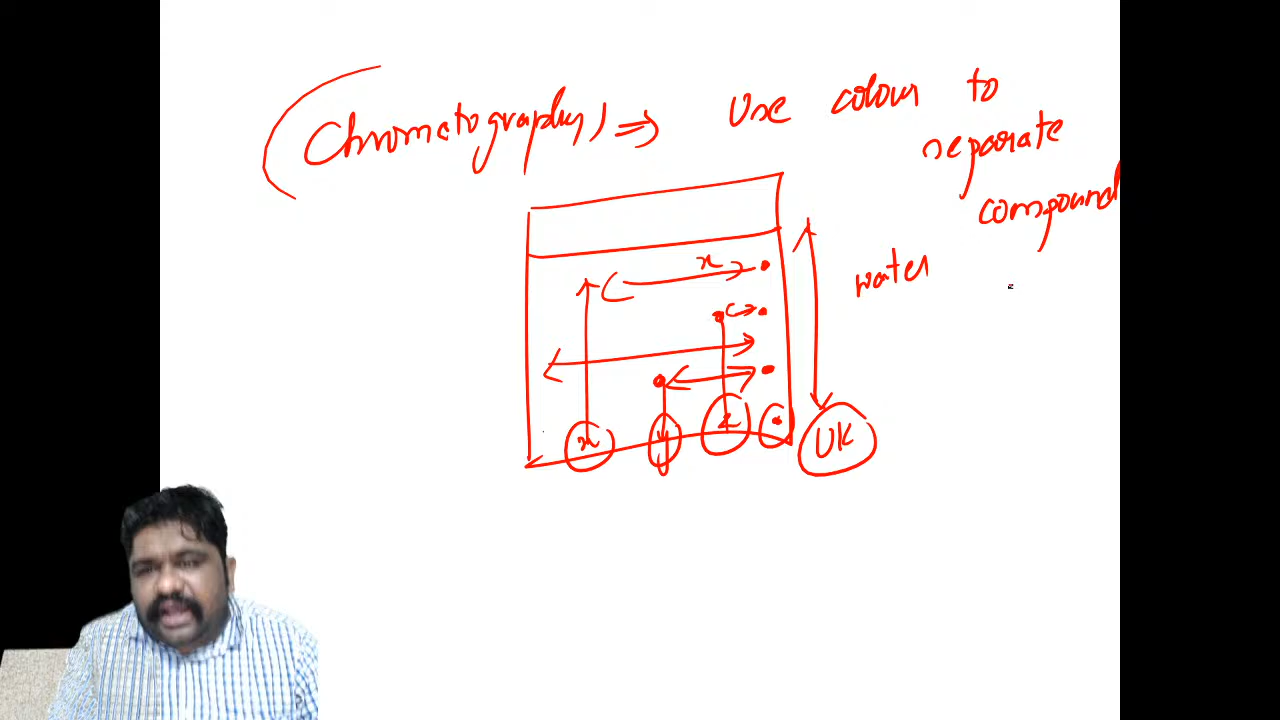 Chromatography) ⇒ Use colour to
separate
compound
water
x
x
y
z
UK